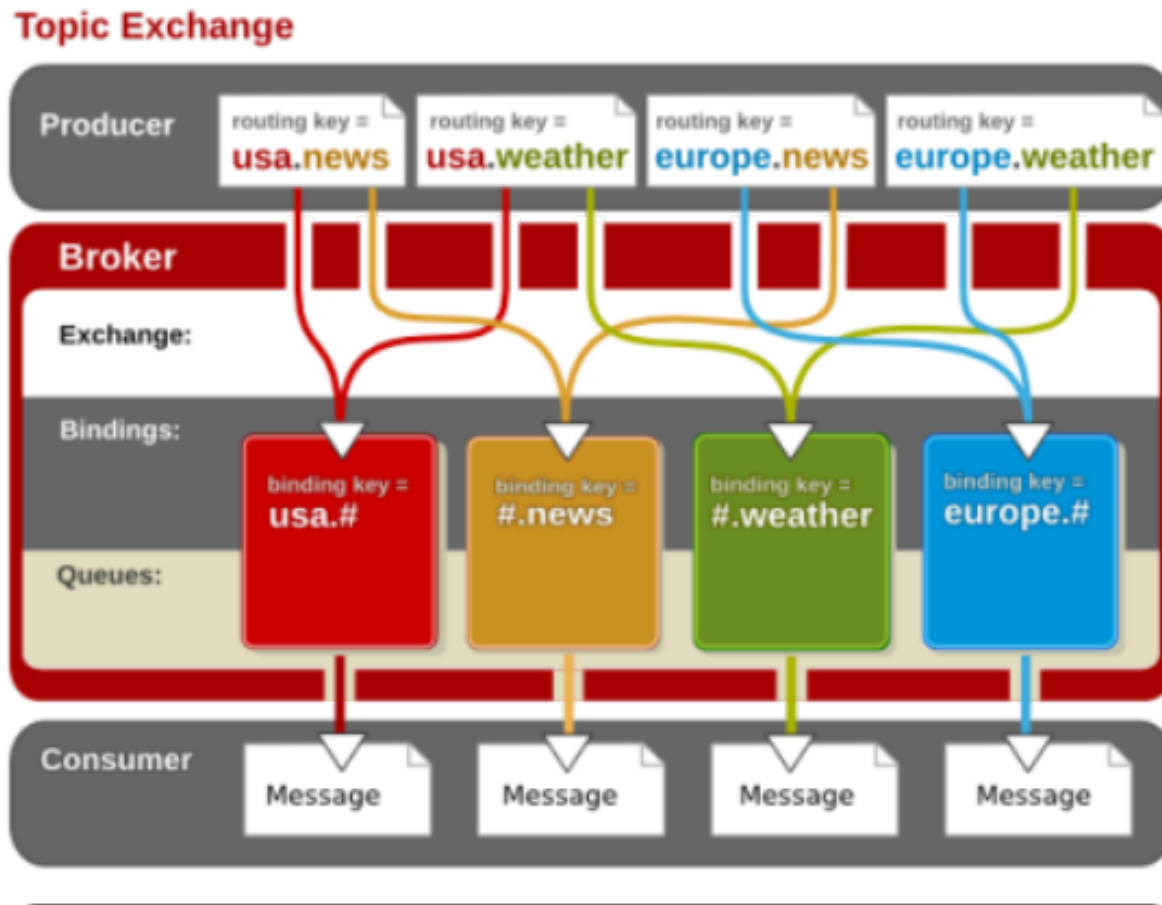 Topic Exchange
Producer
routing key =
usa.news
routing key =
usa.weather
routing key =
europe.news
routing key =
europe.weather
Broker
Exchange:
Bindings:
binding key =
usa.#
binding key =
#.news
binding key =
#.weather
binding key =
europe.#
Queues:
Consumer
Message
Message
Message
Message